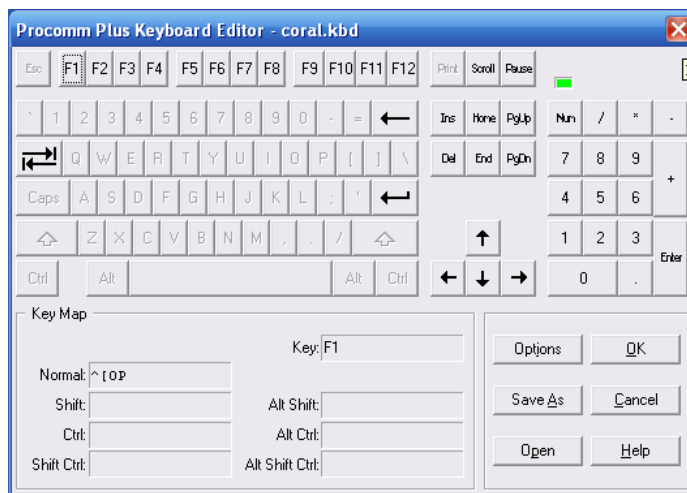 Procomm Plus Keyboard Editor - coral.kbd
Esc F1 F2 F3 F4 F5 F6 F7 F8 F9 F10 F11 F12 Print Scroll Pause
` 1 2 3 4 5 6 7 8 9 0 - = Ins Home PgUp Num / * -
Q W E R T Y U I O P [ ] \ Del End PgDn 7 8 9 +
Caps A S D F G H J K L ; ' 4 5 6
Z X C V B N M , . / 1 2 3 Enter
Ctrl Alt Alt Ctrl 0 .
Key Map
Key: F1
Normal: ^[OP
Shift: Alt Shift:
Ctrl: Alt Ctrl:
Shift Ctrl: Alt Shift Ctrl:
Options OK
Save As Cancel
Open Help